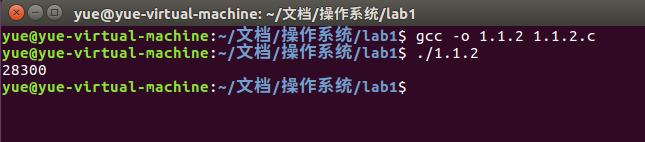 yue@yue-virtual-machine: ~/文档/操作系统/lab1
yue@yue-virtual-machine:~/文档/操作系统/lab1$ gcc -o 1.1.2 1.1.2.c
yue@yue-virtual-machine:~/文档/操作系统/lab1$ ./1.1.2
28300
yue@yue-virtual-machine:~/文档/操作系统/lab1$